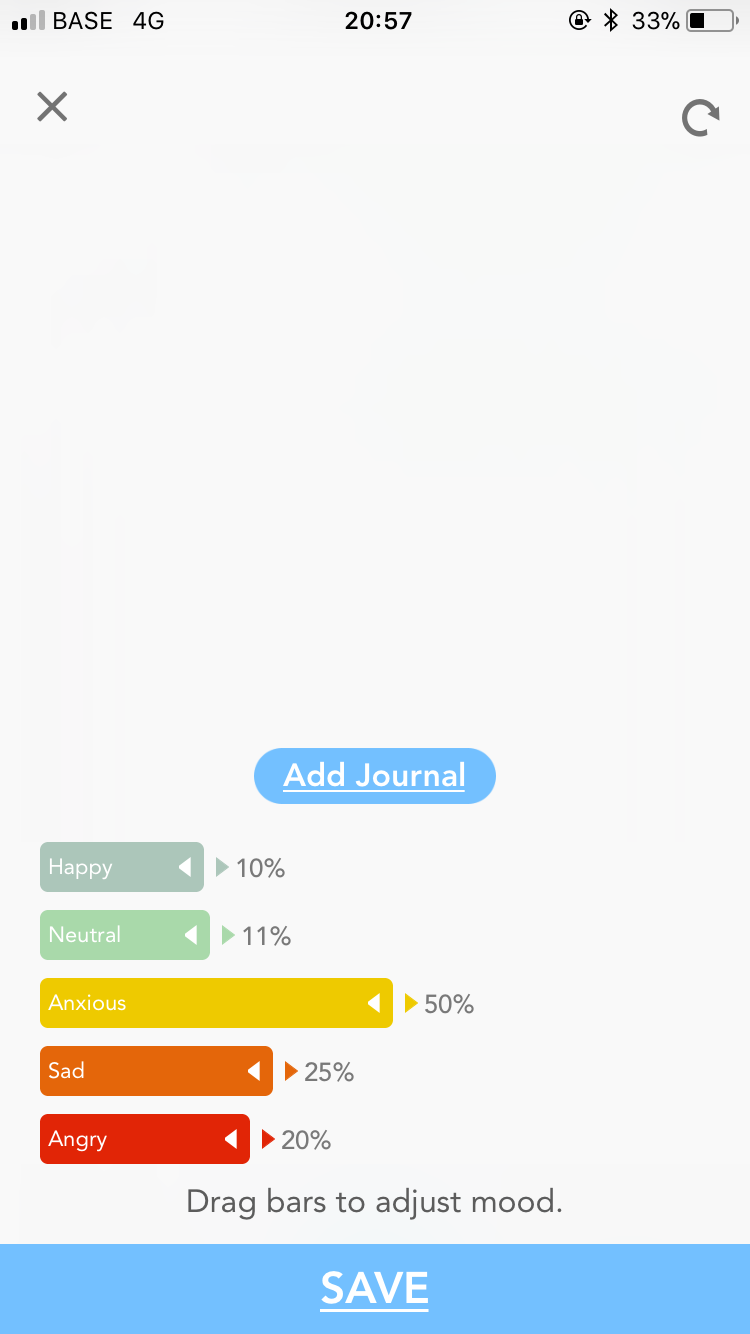 BASE 4G 20:57 33%
Add Journal
Happy 10%
Neutral 11%
Anxious 50%
Sad 25%
Angry 20%
Drag bars to adjust mood.
SAVE